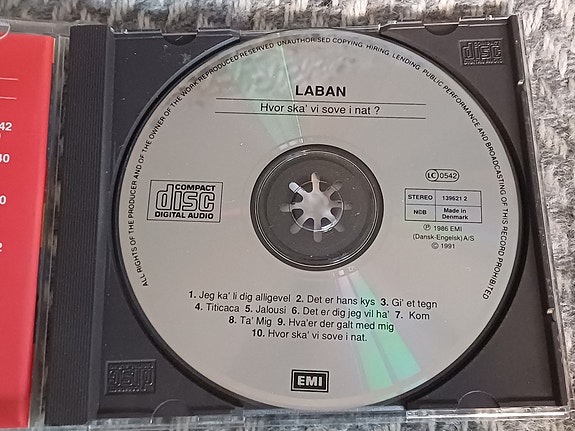 42
40
0
2
ALL RIGHTS OF THE PRODUCER AND OF THE OWNER OF THE WORK REPRODUCED RESERVED UNAUTHORISED COPYING, HIRING, LENDING, PUBLIC PERFORMANCE AND BROADCASTING OF THIS RECORD PROHIBITED
LABAN
Hvor ska' vi sove i nat ?
COMPACT
disc
DIGITAL AUDIO
LC 0542
STEREO 139621 2
NCB Made in
Denmark
Ⓟ 1986 EMI
(Dansk-Engelsk) A/S
© 1991
1. Jeg ka' li dig alligevel 2. Det er hans kys 3. Gi' et tegn
4. Titicaca 5. Jalousi 6. Det er dig jeg vil ha' 7. Kom
8. Ta' Mig 9. Hva'er der galt med mig
10. Hvor ska' vi sove i nat.
EMI
disc
disc